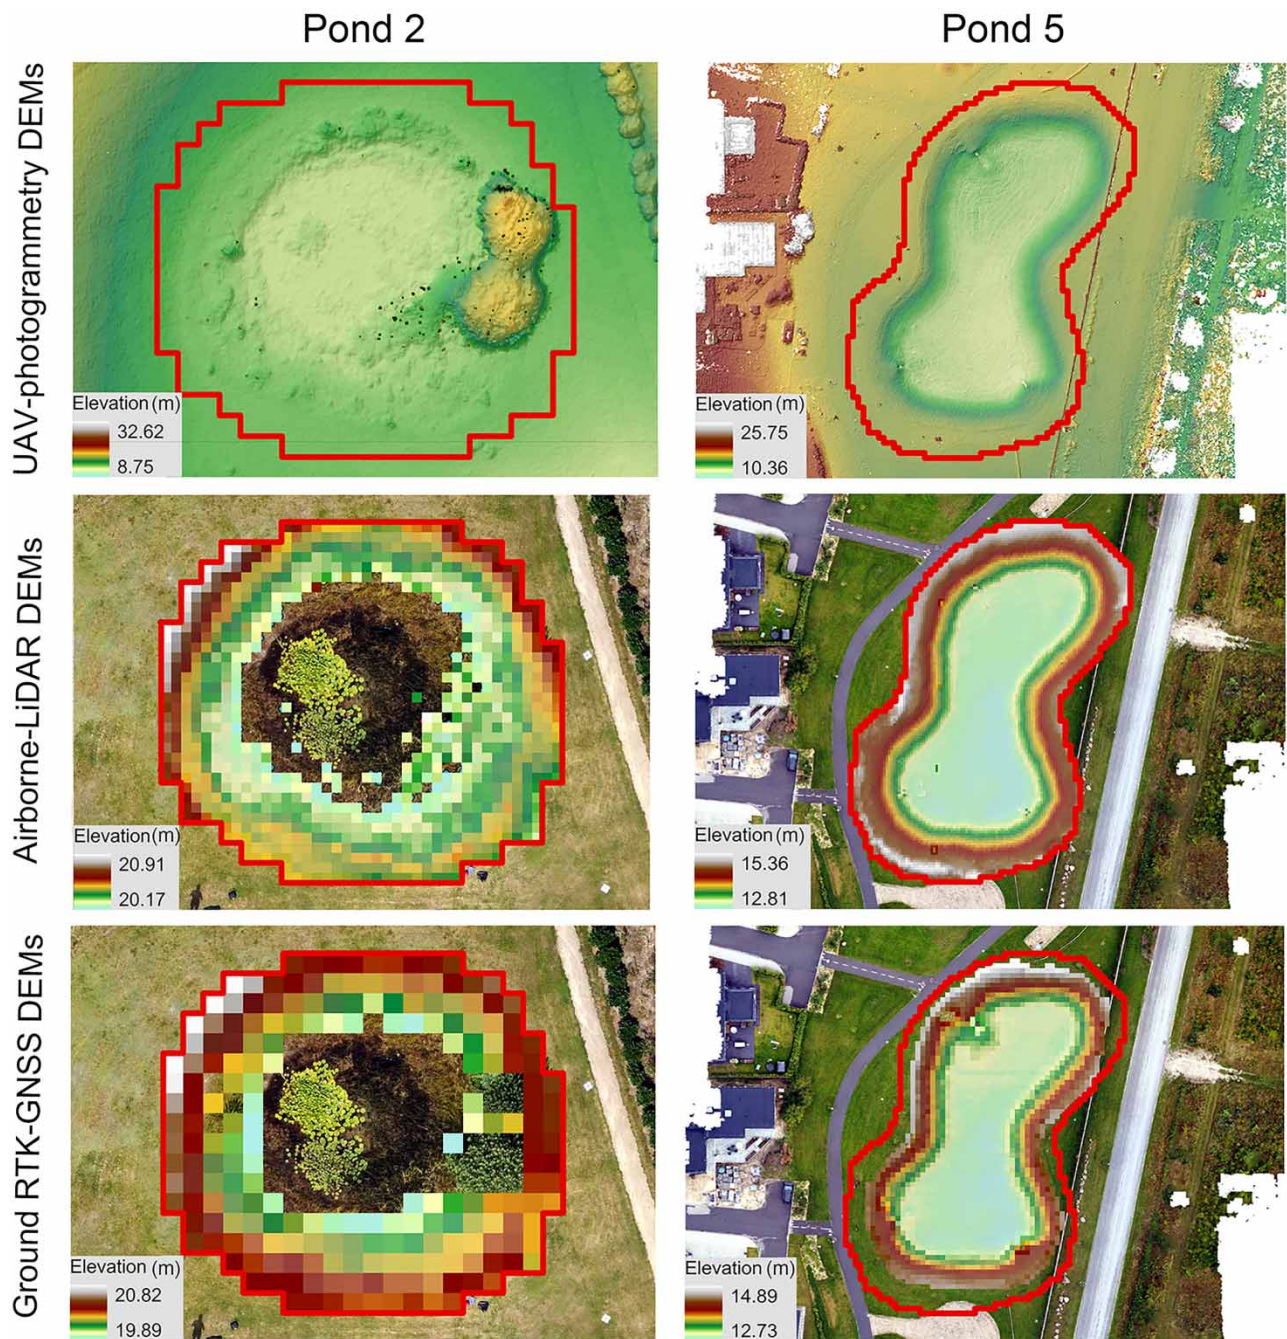 Pond 2
Pond 5
UAV-photogrammetry DEMs
Elevation (m)
32.62
8.75
Elevation (m)
25.75
10.36
Airborne-LiDAR DEMs
Elevation (m)
20.91
20.17
Elevation (m)
15.36
12.81
Ground RTK-GNSS DEMs
Elevation (m)
20.82
19.89
Elevation (m)
14.89
12.73